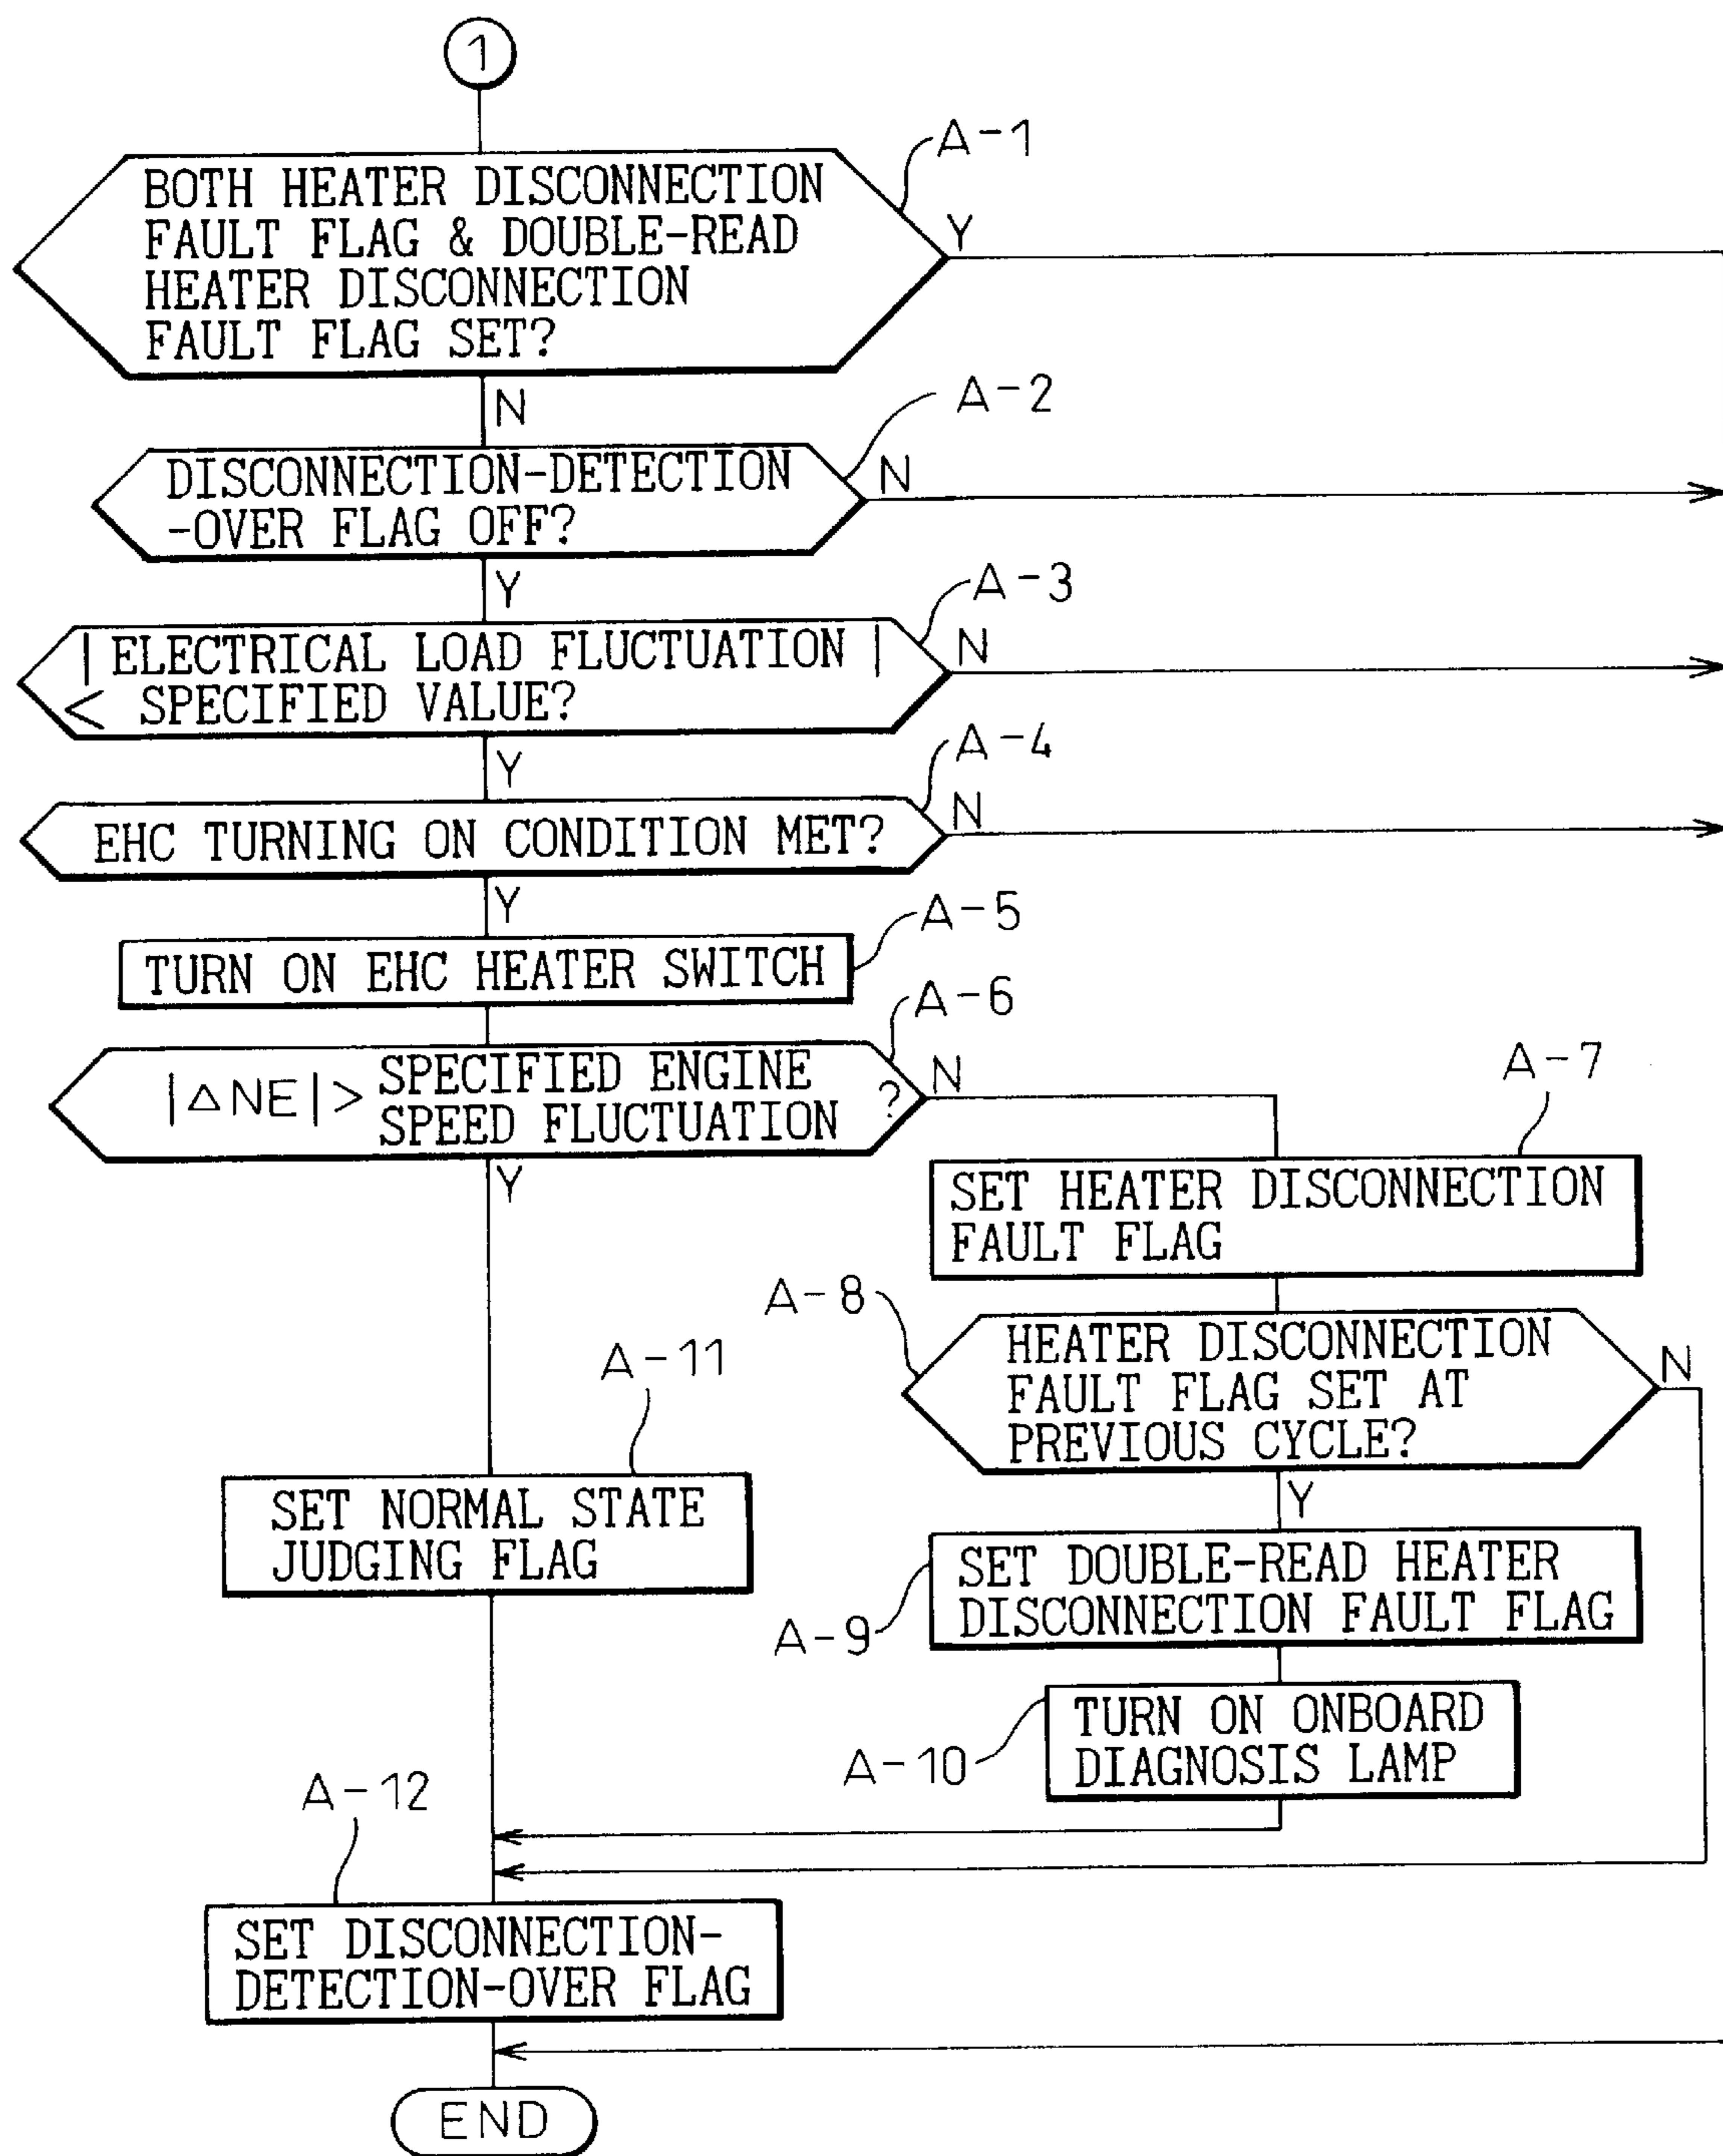 1
A-1
BOTH HEATER DISCONNECTION
FAULT FLAG & DOUBLE-READ
HEATER DISCONNECTION
FAULT FLAG SET?
Y
N
A-2
DISCONNECTION-DETECTION
-OVER FLAG OFF?
N
Y
A-3
| ELECTRICAL LOAD FLUCTUATION |
< SPECIFIED VALUE?
N
Y
A-4
EHC TURNING ON CONDITION MET?
N
Y
A-5
TURN ON EHC HEATER SWITCH
A-6
|△NE| > SPECIFIED ENGINE
SPEED FLUCTUATION ?
N
Y
A-7
SET HEATER DISCONNECTION
FAULT FLAG
A-8
HEATER DISCONNECTION
FAULT FLAG SET AT
PREVIOUS CYCLE?
N
Y
A-11
SET NORMAL STATE
JUDGING FLAG
A-9
SET DOUBLE-READ HEATER
DISCONNECTION FAULT FLAG
A-10
TURN ON ONBOARD
DIAGNOSIS LAMP
A-12
SET DISCONNECTION-
DETECTION-OVER FLAG
END